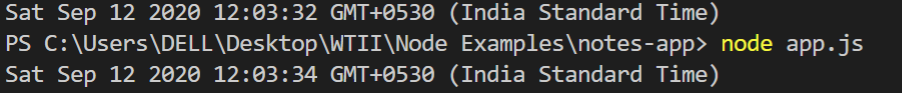 Sat Sep 12 2020 12:03:32 GMT+0530 (India Standard Time)
PS C:\Users\DELL\Desktop\WTII\Node Examples\notes-app> node app.js
Sat Sep 12 2020 12:03:34 GMT+0530 (India Standard Time)